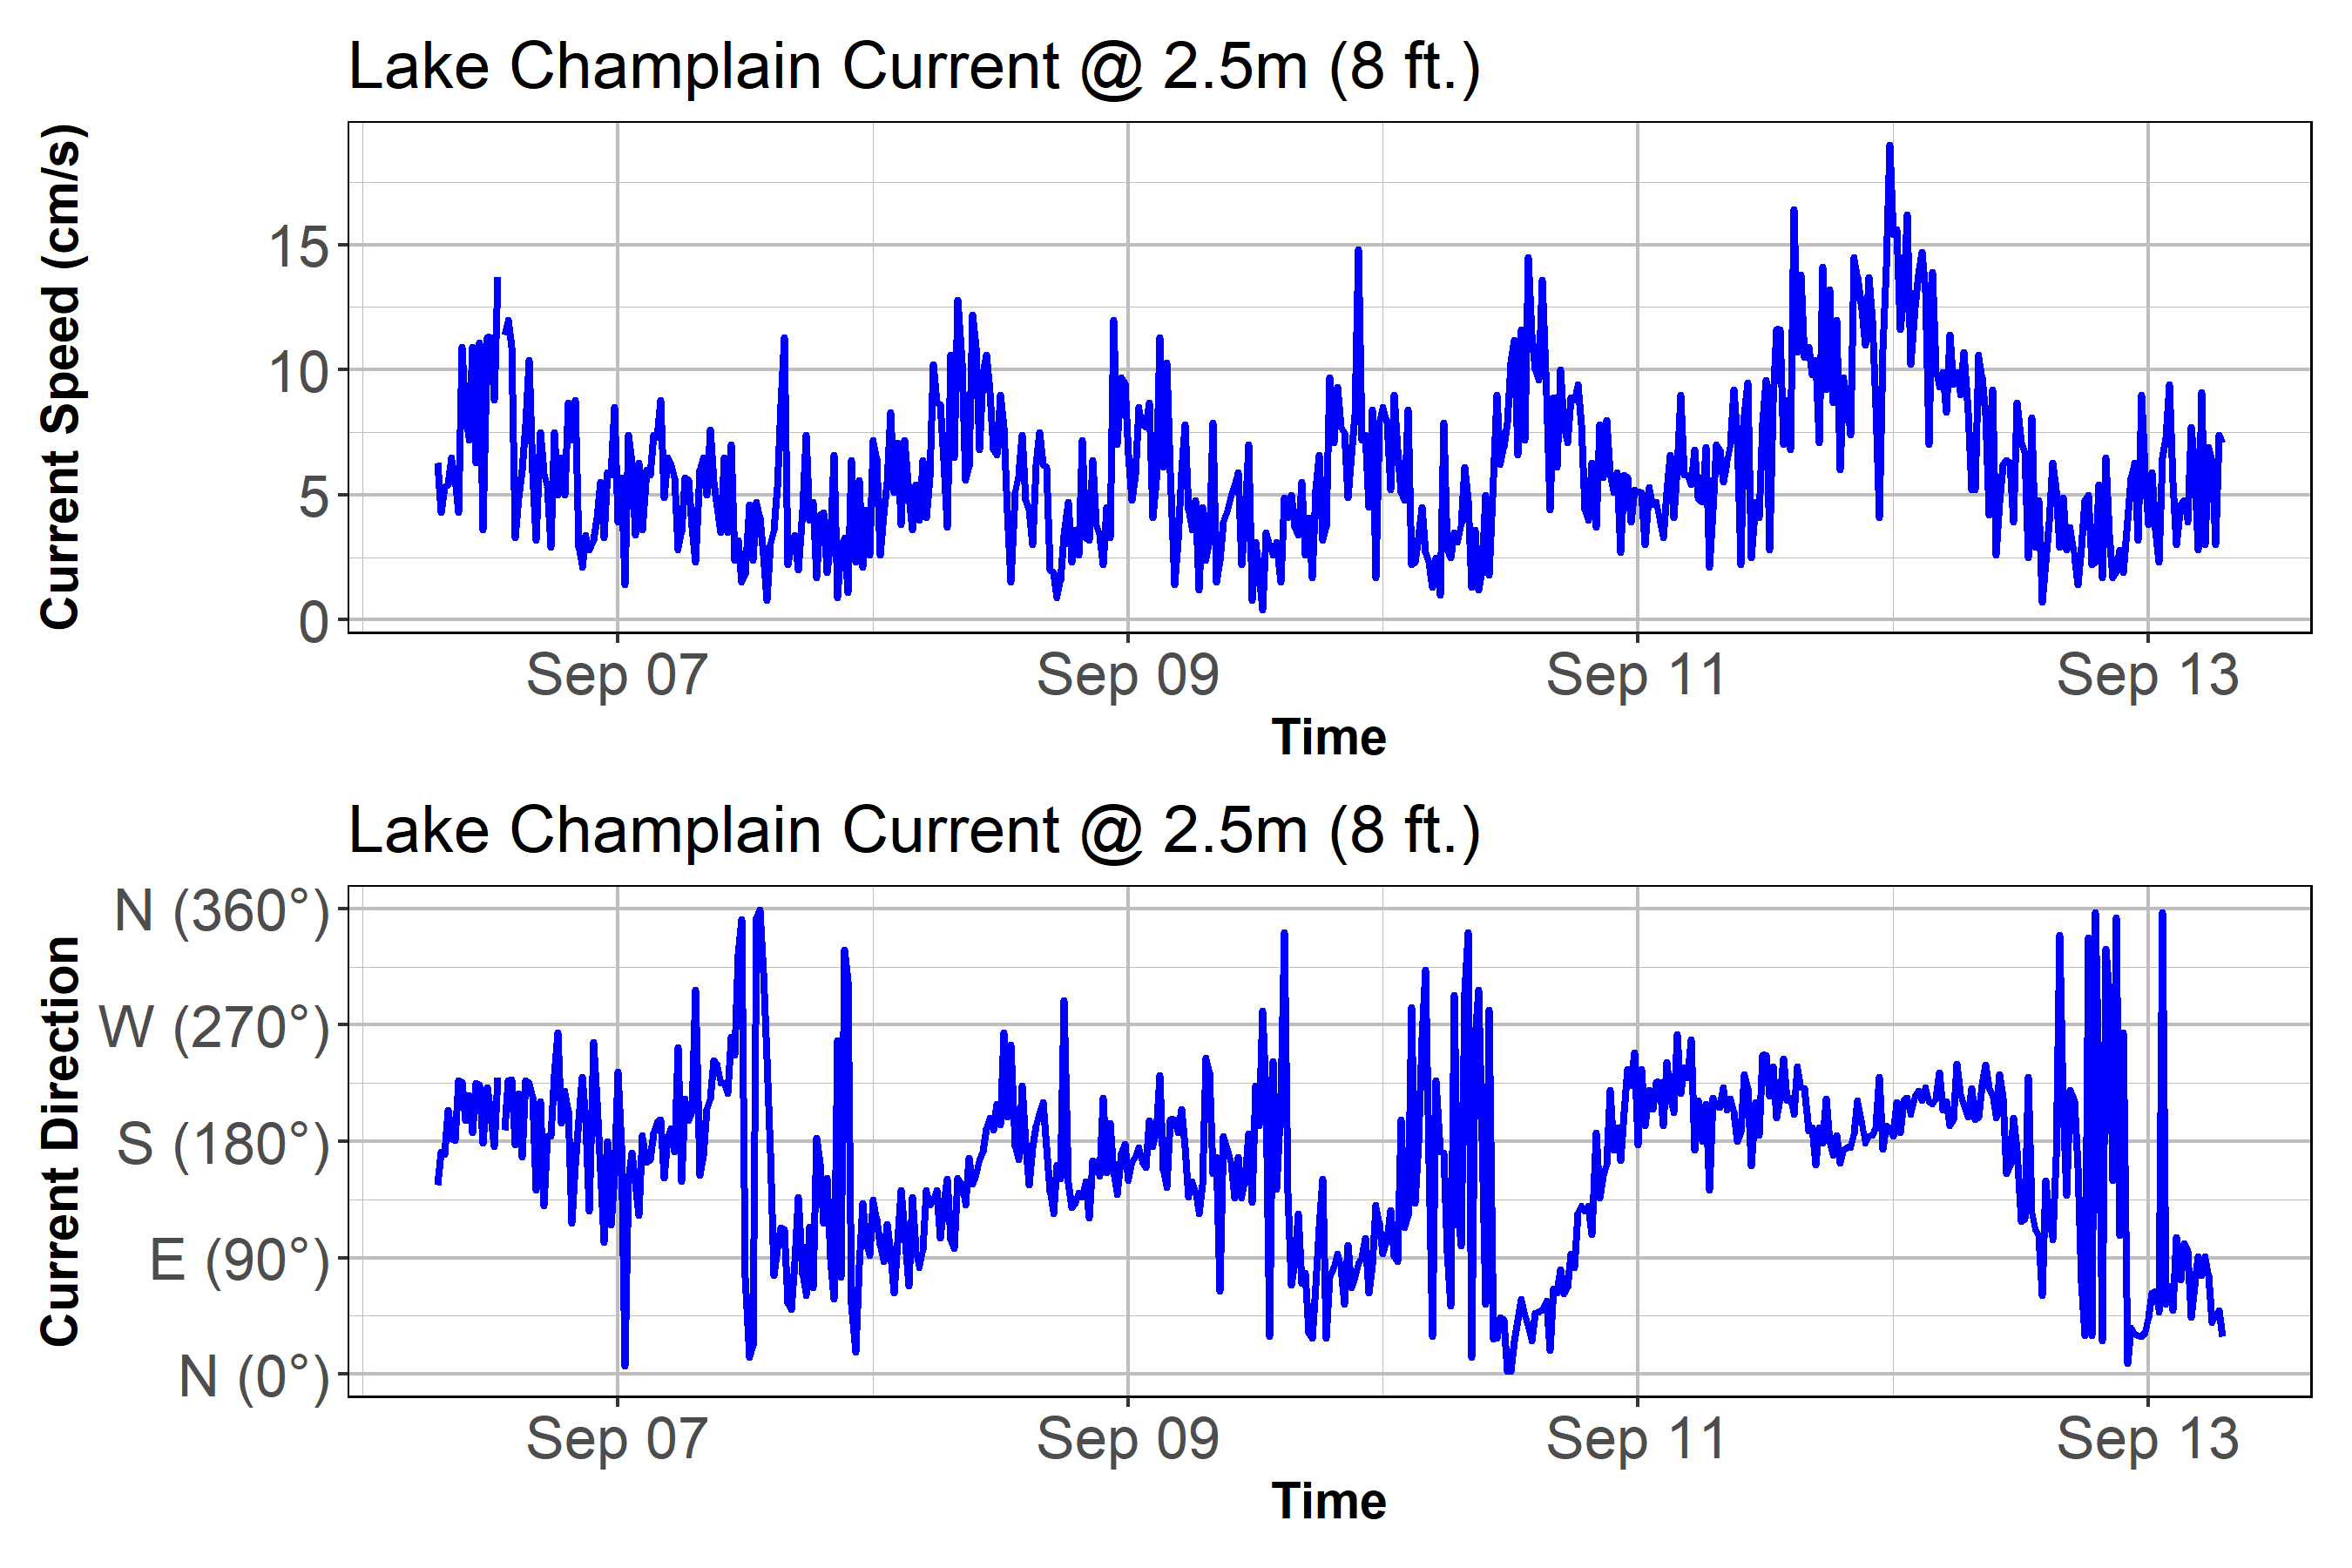 Lake Champlain Current @ 2.5m (8 ft.)
Current Speed (cm/s)
15
10
5
0
Sep 07 Sep 09 Sep 11 Sep 13
Time
Lake Champlain Current @ 2.5m (8 ft.)
Current Direction
N (360°)
W (270°)
S (180°)
E (90°)
N (0°)
Sep 07 Sep 09 Sep 11 Sep 13
Time